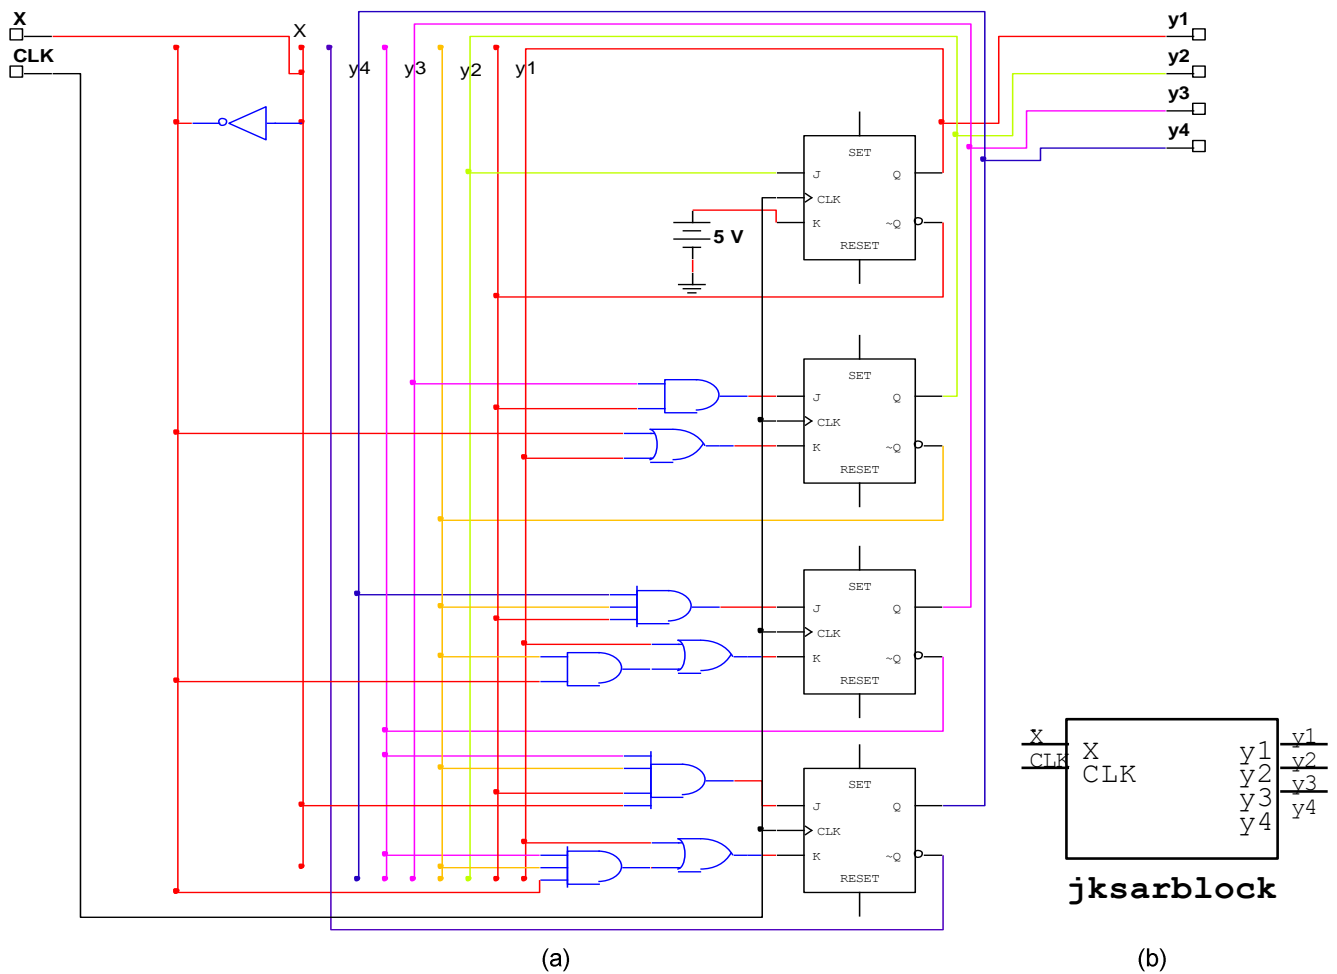 X
CLK
X
y4
y3
y2
y1
y1
y2
y3
y4
SET
J
Q
CLK
K
~Q
RESET
5 V
SET
J
Q
CLK
K
~Q
RESET
SET
J
Q
CLK
K
~Q
RESET
SET
J
Q
CLK
K
~Q
RESET
X
CLK
X
CLK
y1
y2
y3
y4
y1
y2
y3
y4
jksarblock
(a)
(b)